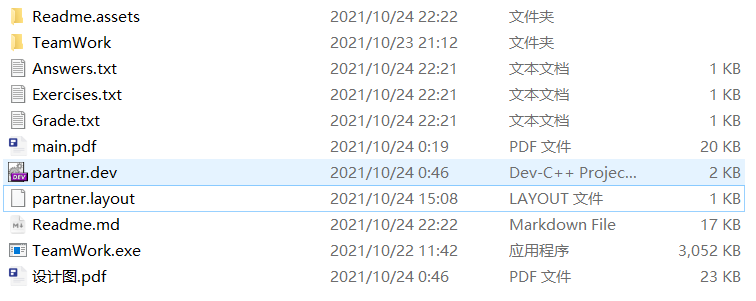 Readme.assets 2021/10/24 22:22 文件夹
TeamWork 2021/10/23 21:12 文件夹
Answers.txt 2021/10/24 22:21 文本文档 1 KB
Exercises.txt 2021/10/24 22:21 文本文档 1 KB
Grade.txt 2021/10/24 22:21 文本文档 1 KB
main.pdf 2021/10/24 0:19 PDF 文件 20 KB
DEV partner.dev 2021/10/24 0:46 Dev-C++ Projec... 2 KB
partner.layout 2021/10/24 15:08 LAYOUT 文件 1 KB
M↓ Readme.md 2021/10/24 22:22 Markdown File 17 KB
TeamWork.exe 2021/10/22 11:42 应用程序 3,052 KB
设计图.pdf 2021/10/24 0:46 PDF 文件 23 KB